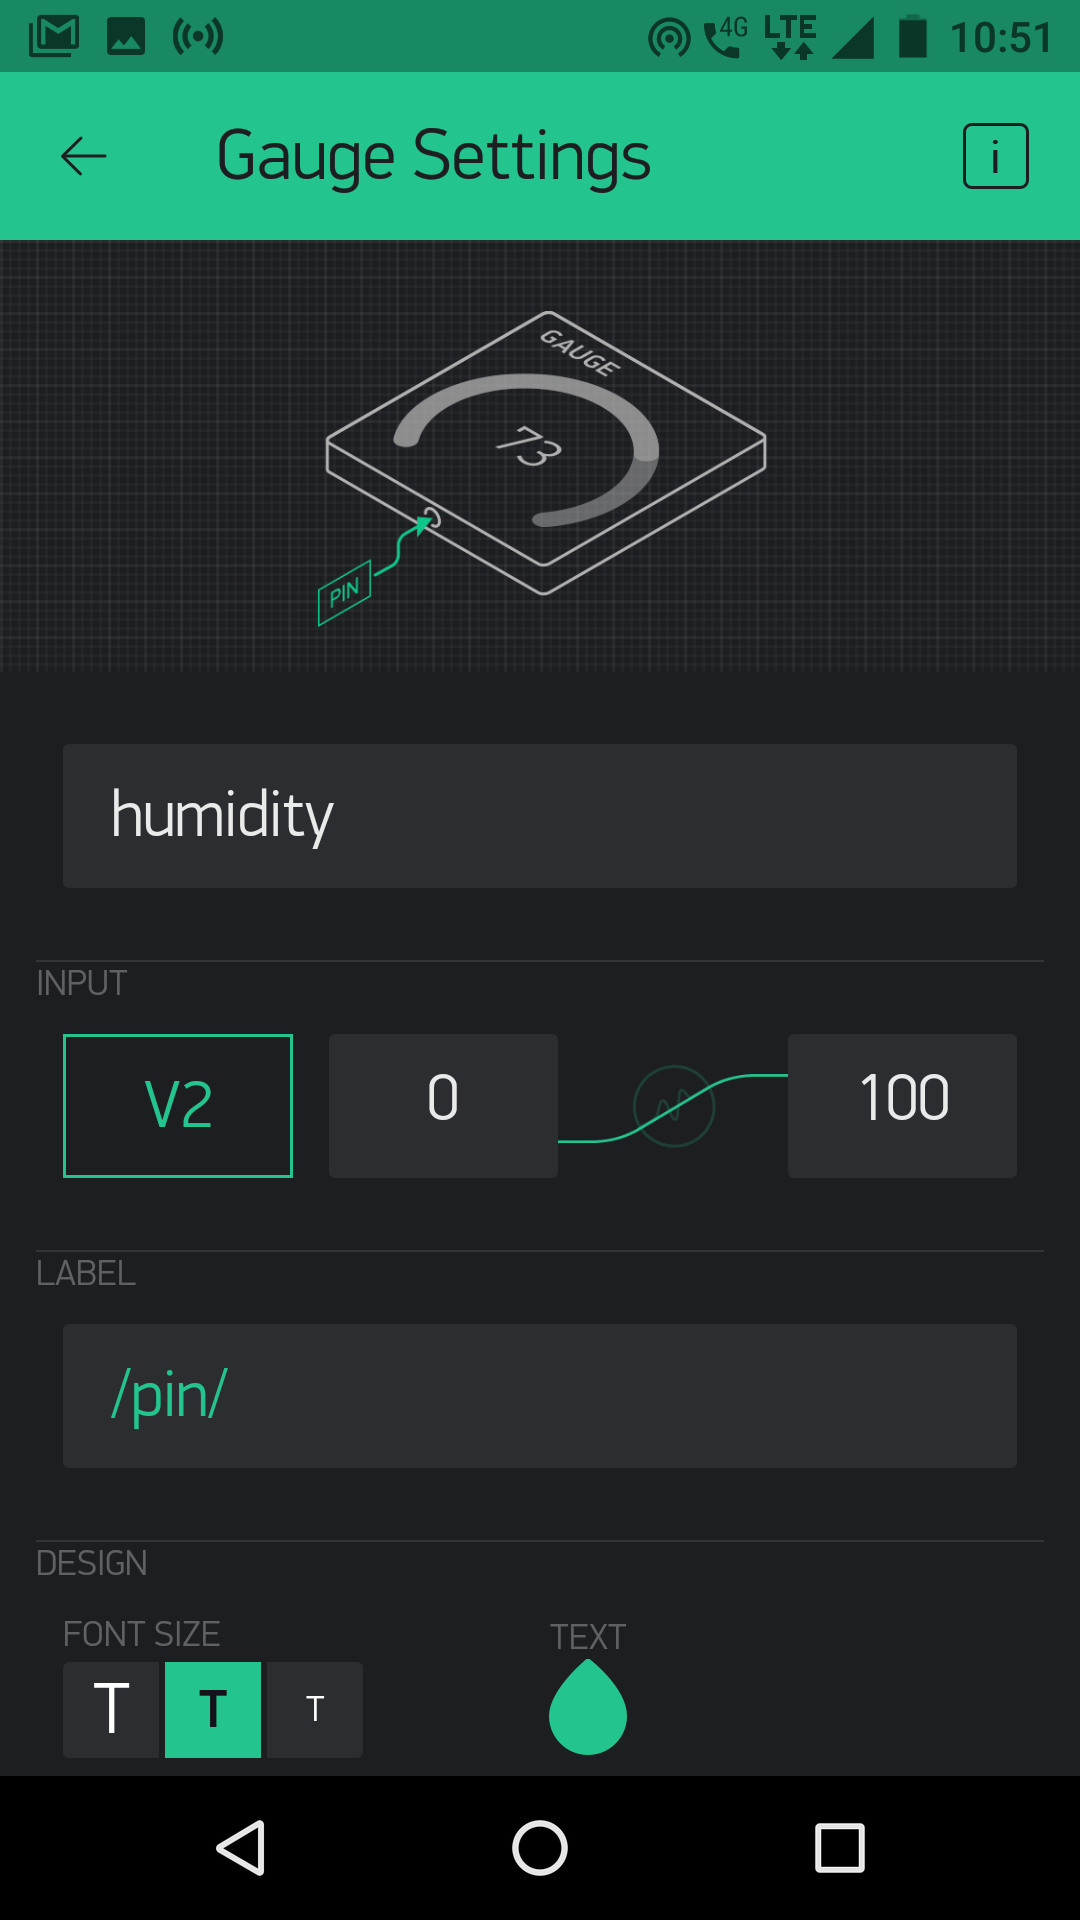 4G LTE 10:51
Gauge Settings i
GAUGE
73
PIN
humidity
INPUT
V2 0 100
LABEL
/pin/
DESIGN
FONT SIZE TEXT
T T T